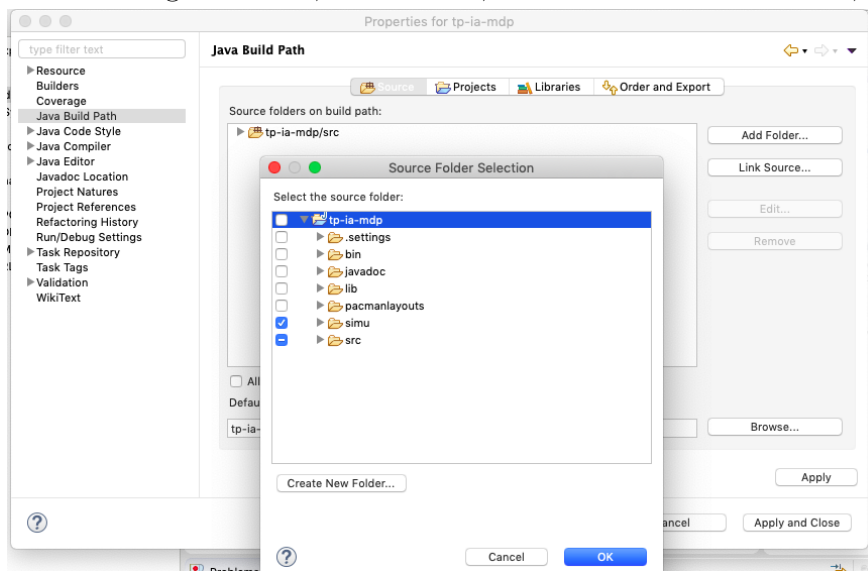 Properties for tp-ia-mdp
type filter text
Java Build Path
Resource
Builders
Coverage
Java Build Path
Java Code Style
Java Compiler
Java Editor
Javadoc Location
Project Natures
Project References
Refactoring History
Run/Debug Settings
Task Repository
Task Tags
Validation
WikiText
Source
Projects
Libraries
Order and Export
Source folders on build path:
tp-ia-mdp/src
Add Folder...
Link Source...
Edit...
Remove
Source Folder Selection
Select the source folder:
tp-ia-mdp
.settings
bin
javadoc
lib
pacmanlayouts
simu
src
All
Defau
tp-ia-
Browse...
Create New Folder...
Apply
ancel
Apply and Close
Cancel
OK